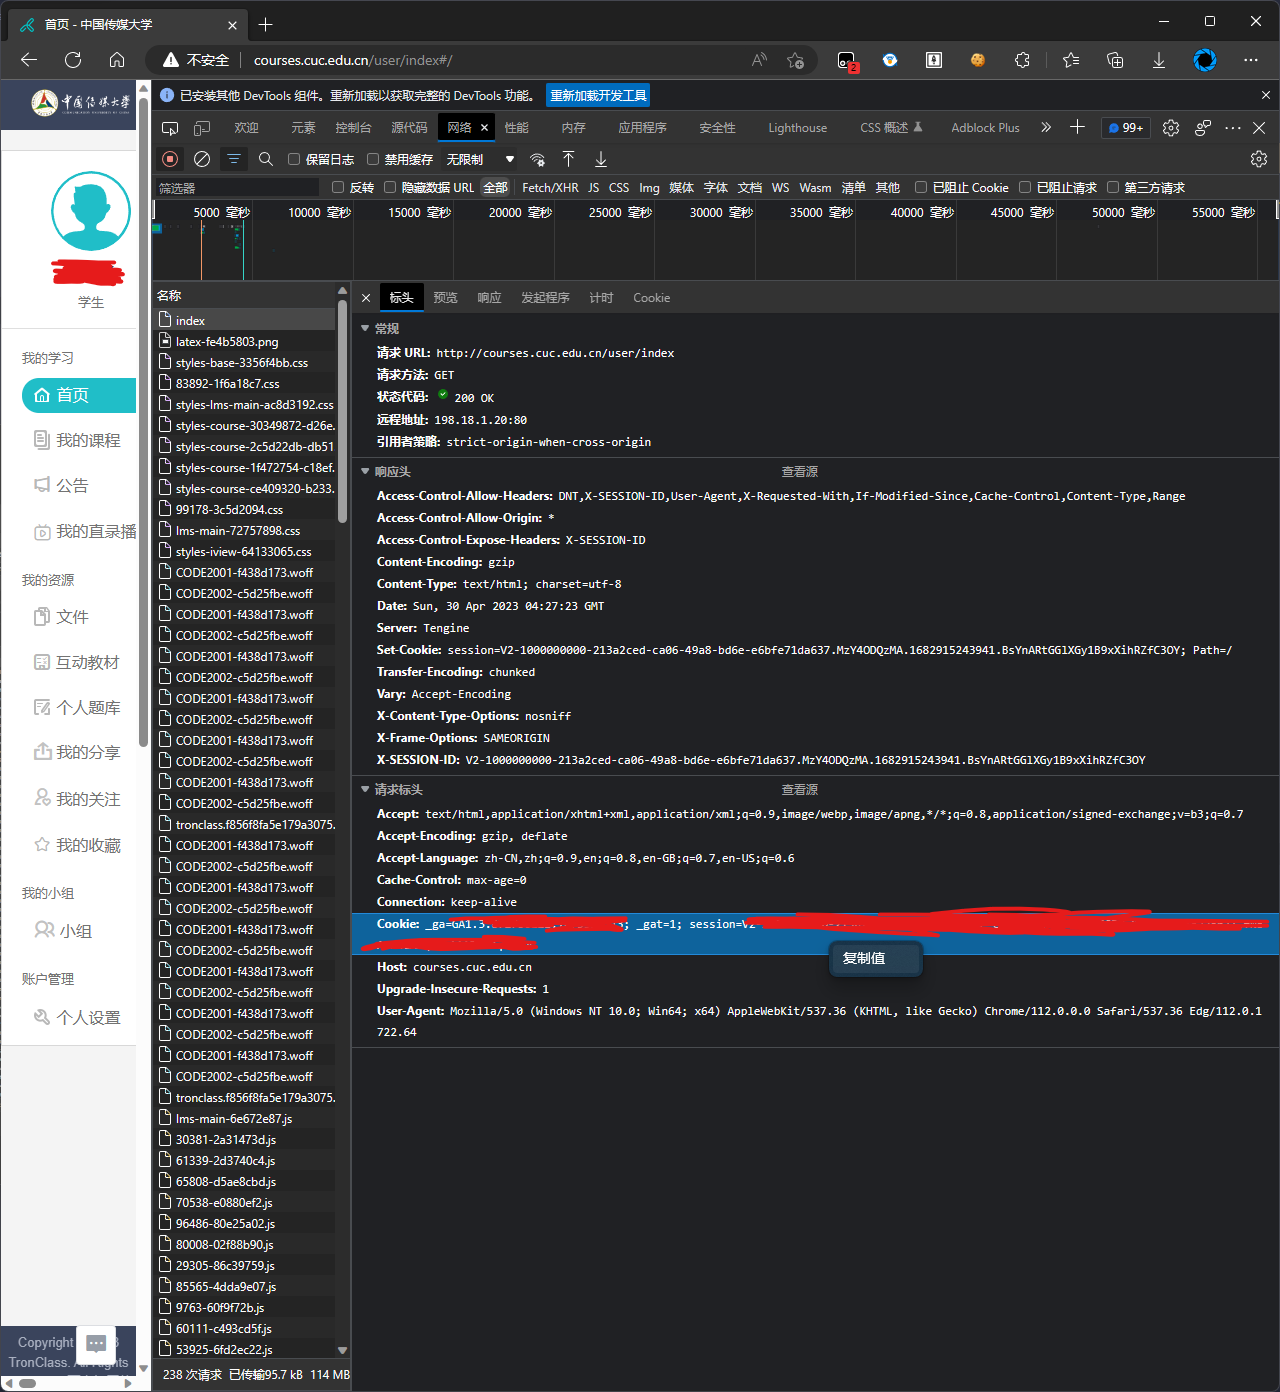 首页 - 中国传媒大学
不安全 courses.cuc.edu.cn/user/index#/
2
中国传媒大学
已安装其他 DevTools 组件。重新加载以获取完整的 DevTools 功能。 重新加载开发工具
欢迎 元素 控制台 源代码 网络 性能 内存 应用程序 安全性 Lighthouse CSS 概述 Adblock Plus 99+
保留日志 禁用缓存 无限制
筛选器 反转 隐藏数据 URL 全部 Fetch/XHR JS CSS Img 媒体 字体 文档 WS Wasm 清单 其他 已阻止 Cookie 已阻止请求 第三方请求
5000 毫秒 10000 毫秒 15000 毫秒 20000 毫秒 25000 毫秒 30000 毫秒 35000 毫秒 40000 毫秒 45000 毫秒 50000 毫秒 55000 毫秒
学生
我的学习
首页
我的课程
公告
我的直录播
我的资源
文件
互动教材
个人题库
我的分享
我的关注
我的收藏
我的小组
小组
账户管理
个人设置
Copyright
TronClass. All Rights
名称
index
latex-fe4b5803.png
styles-base-3356f4bb.css
83892-1f6a18c7.css
styles-lms-main-ac8d3192.css
styles-course-30349872-d26e.
styles-course-2c5d22db-db51
styles-course-1f472754-c18ef.
styles-course-ce409320-b233.
99178-3c5d2094.css
lms-main-72757898.css
styles-iview-64133065.css
CODE2001-f438d173.woff
CODE2002-c5d25fbe.woff
CODE2001-f438d173.woff
CODE2002-c5d25fbe.woff
CODE2001-f438d173.woff
CODE2002-c5d25fbe.woff
CODE2001-f438d173.woff
CODE2002-c5d25fbe.woff
CODE2001-f438d173.woff
CODE2002-c5d25fbe.woff
CODE2001-f438d173.woff
CODE2002-c5d25fbe.woff
tronclass.f856f8fa5e179a3075.
CODE2001-f438d173.woff
CODE2002-c5d25fbe.woff
CODE2001-f438d173.woff
CODE2002-c5d25fbe.woff
CODE2001-f438d173.woff
CODE2002-c5d25fbe.woff
CODE2001-f438d173.woff
CODE2002-c5d25fbe.woff
CODE2001-f438d173.woff
CODE2002-c5d25fbe.woff
CODE2001-f438d173.woff
CODE2002-c5d25fbe.woff
tronclass.f856f8fa5e179a3075.
lms-main-6e672e87.js
30381-2a31473d.js
61339-2d3740c4.js
65808-d5ae8cbd.js
70538-e0880ef2.js
96486-80e25a02.js
80008-02f88b90.js
29305-86c39759.js
85565-4dda9e07.js
9763-60f9f72b.js
60111-c493cd5f.js
53925-6fd2ec22.js
238 次请求 已传输95.7 kB 114 MB
标头 预览 响应 发起程序 计时 Cookie
常规
请求 URL: http://courses.cuc.edu.cn/user/index
请求方法: GET
状态代码: 200 OK
远程地址: 198.18.1.20:80
引用者策略: strict-origin-when-cross-origin
响应头 查看源
Access-Control-Allow-Headers: DNT,X-SESSION-ID,User-Agent,X-Requested-With,If-Modified-Since,Cache-Control,Content-Type,Range
Access-Control-Allow-Origin: *
Access-Control-Expose-Headers: X-SESSION-ID
Content-Encoding: gzip
Content-Type: text/html; charset=utf-8
Date: Sun, 30 Apr 2023 04:27:23 GMT
Server: Tengine
Set-Cookie: session=V2-1000000000-213a2ced-ca06-49a8-bd6e-e6bfe71da637.MzY4ODQzMA.1682915243941.BsYnARtGGlXGy1B9xXihRZfC3OY; Path=/
Transfer-Encoding: chunked
Vary: Accept-Encoding
X-Content-Type-Options: nosniff
X-Frame-Options: SAMEORIGIN
X-SESSION-ID: V2-1000000000-213a2ced-ca06-49a8-bd6e-e6bfe71da637.MzY4ODQzMA.1682915243941.BsYnARtGGlXGy1B9xXihRZfC3OY
请求标头 查看源
Accept: text/html,application/xhtml+xml,application/xml;q=0.9,image/webp,image/apng,*/*;q=0.8,application/signed-exchange;v=b3;q=0.7
Accept-Encoding: gzip, deflate
Accept-Language: zh-CN,zh;q=0.9,en;q=0.8,en-GB;q=0.7,en-US;q=0.6
Cache-Control: max-age=0
Connection: keep-alive
Cookie: _ga=GA1.3. ; _gat=1; session=V2-
复制值
Host: courses.cuc.edu.cn
Upgrade-Insecure-Requests: 1
User-Agent: Mozilla/5.0 (Windows NT 10.0; Win64; x64) AppleWebKit/537.36 (KHTML, like Gecko) Chrome/112.0.0.0 Safari/537.36 Edg/112.0.1
722.64